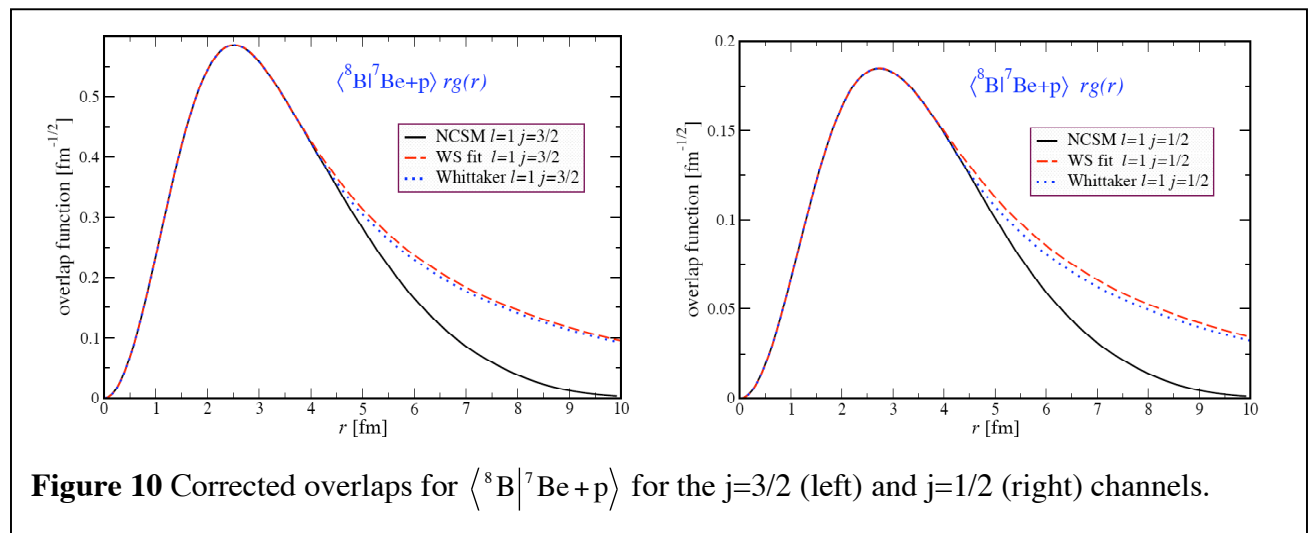 ⟨⁸B|⁷Be+p⟩ rg(r)
NCSM l=1 j=3/2
WS fit l=1 j=3/2
Whittaker l=1 j=3/2
overlap function [fm⁻¹ᐟ²]
0.5
0.4
0.3
0.2
0.1
0
0 1 2 3 4 5 6 7 8 9 10
r [fm]
⟨⁸B|⁷Be+p⟩ rg(r)
NCSM l=1 j=1/2
WS fit l=1 j=1/2
Whittaker l=1 j=1/2
overlap function [fm⁻¹ᐟ²]
0.2
0.15
0.1
0.05
0
0 1 2 3 4 5 6 7 8 9 10
r [fm]
Figure 10 Corrected overlaps for ⟨⁸B|⁷Be+p⟩ for the j=3/2 (left) and j=1/2 (right) channels.